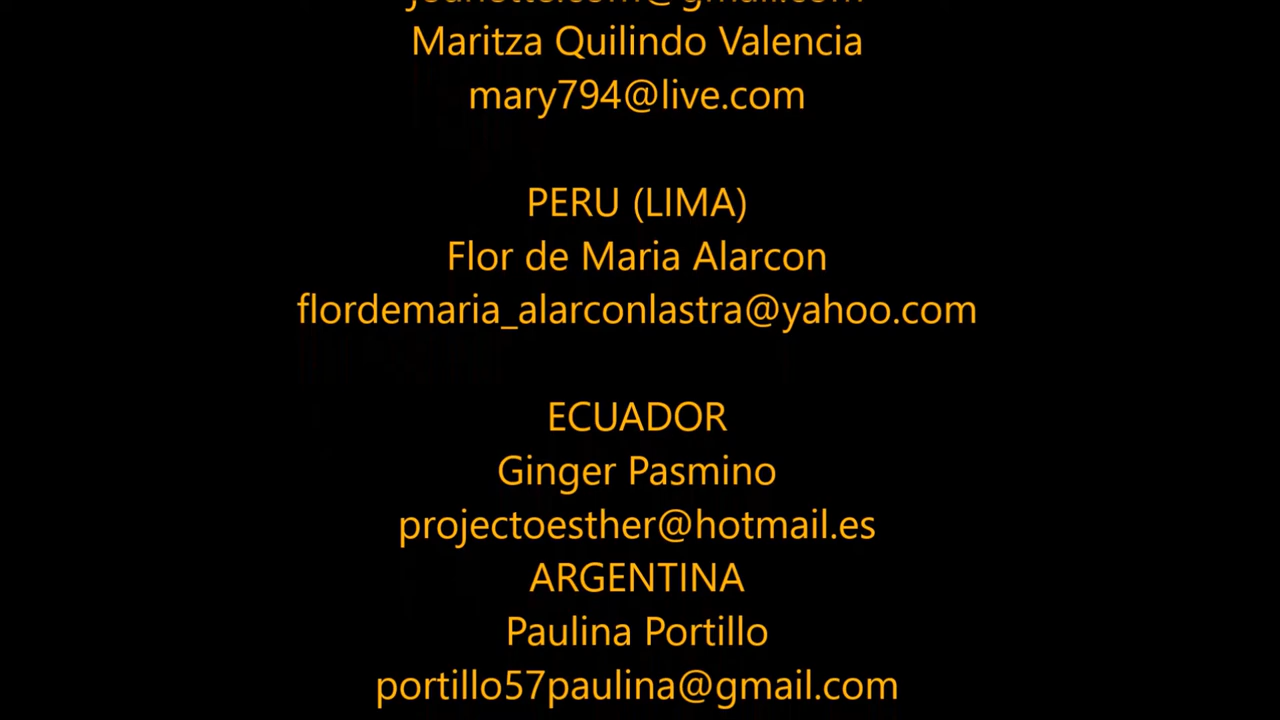 Maritza Quilindo Valencia
mary794@live.com
PERU (LIMA)
Flor de Maria Alarcon
flordemaria_alarconlastra@yahoo.com
ECUADOR
Ginger Pasmino
projectoesther@hotmail.es
ARGENTINA
Paulina Portillo
portillo57paulina@gmail.com